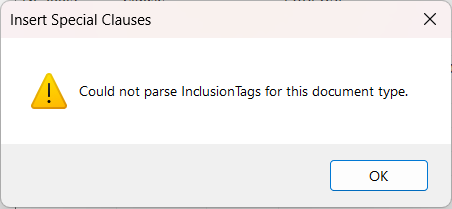 Insert Special Clauses
Could not parse InclusionTags for this document type.
OK